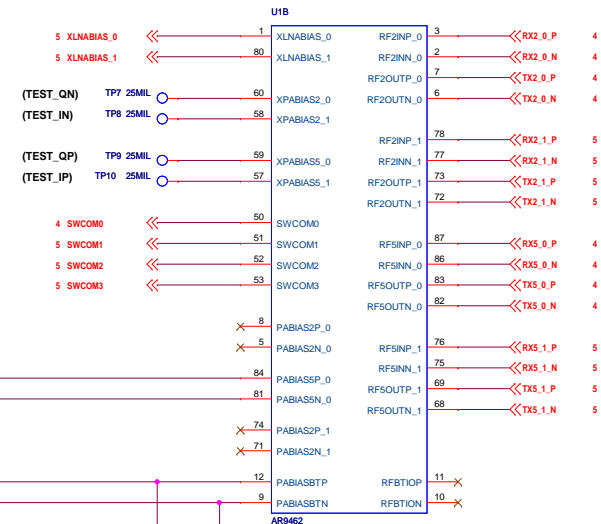 U1B
5 XLNABIAS_0 1 XLNABIAS_0 RF2INP_0 3 RX2_0_P 4
5 XLNABIAS_1 80 XLNABIAS_1 RF2INN_0 2 RX2_0_N 4
RF2OUTP_0 7 TX2_0_P 4
(TEST_QN) TP7 25MIL 60 XPABIAS2_0 RF2OUTN_0 6 TX2_0_N 4
(TEST_IN) TP8 25MIL 58 XPABIAS2_1
RF2INP_1 78 RX2_1_P 5
(TEST_QP) TP9 25MIL 59 XPABIAS5_0 RF2INN_1 77 RX2_1_N 5
(TEST_IP) TP10 25MIL 57 XPABIAS5_1 RF2OUTP_1 73 TX2_1_P 5
RF2OUTN_1 72 TX2_1_N 5
4 SWCOM0 50 SWCOM0
5 SWCOM1 51 SWCOM1 RF5INP_0 87 RX5_0_P 4
5 SWCOM2 52 SWCOM2 RF5INN_0 86 RX5_0_N 4
5 SWCOM3 53 SWCOM3 RF5OUTP_0 83 TX5_0_P 4
RF5OUTN_0 82 TX5_0_N 4
8 PABIAS2P_0
5 PABIAS2N_0 RF5INP_1 76 RX5_1_P 5
RF5INN_1 75 RX5_1_N 5
84 PABIAS5P_0 RF5OUTP_1 69 TX5_1_P 5
81 PABIAS5N_0 RF5OUTN_1 68 TX5_1_N 5
74 PABIAS2P_1
71 PABIAS2N_1
12 PABIASBTP RFBTIOP 11
9 PABIASBTN RFBTION 10
AR9462